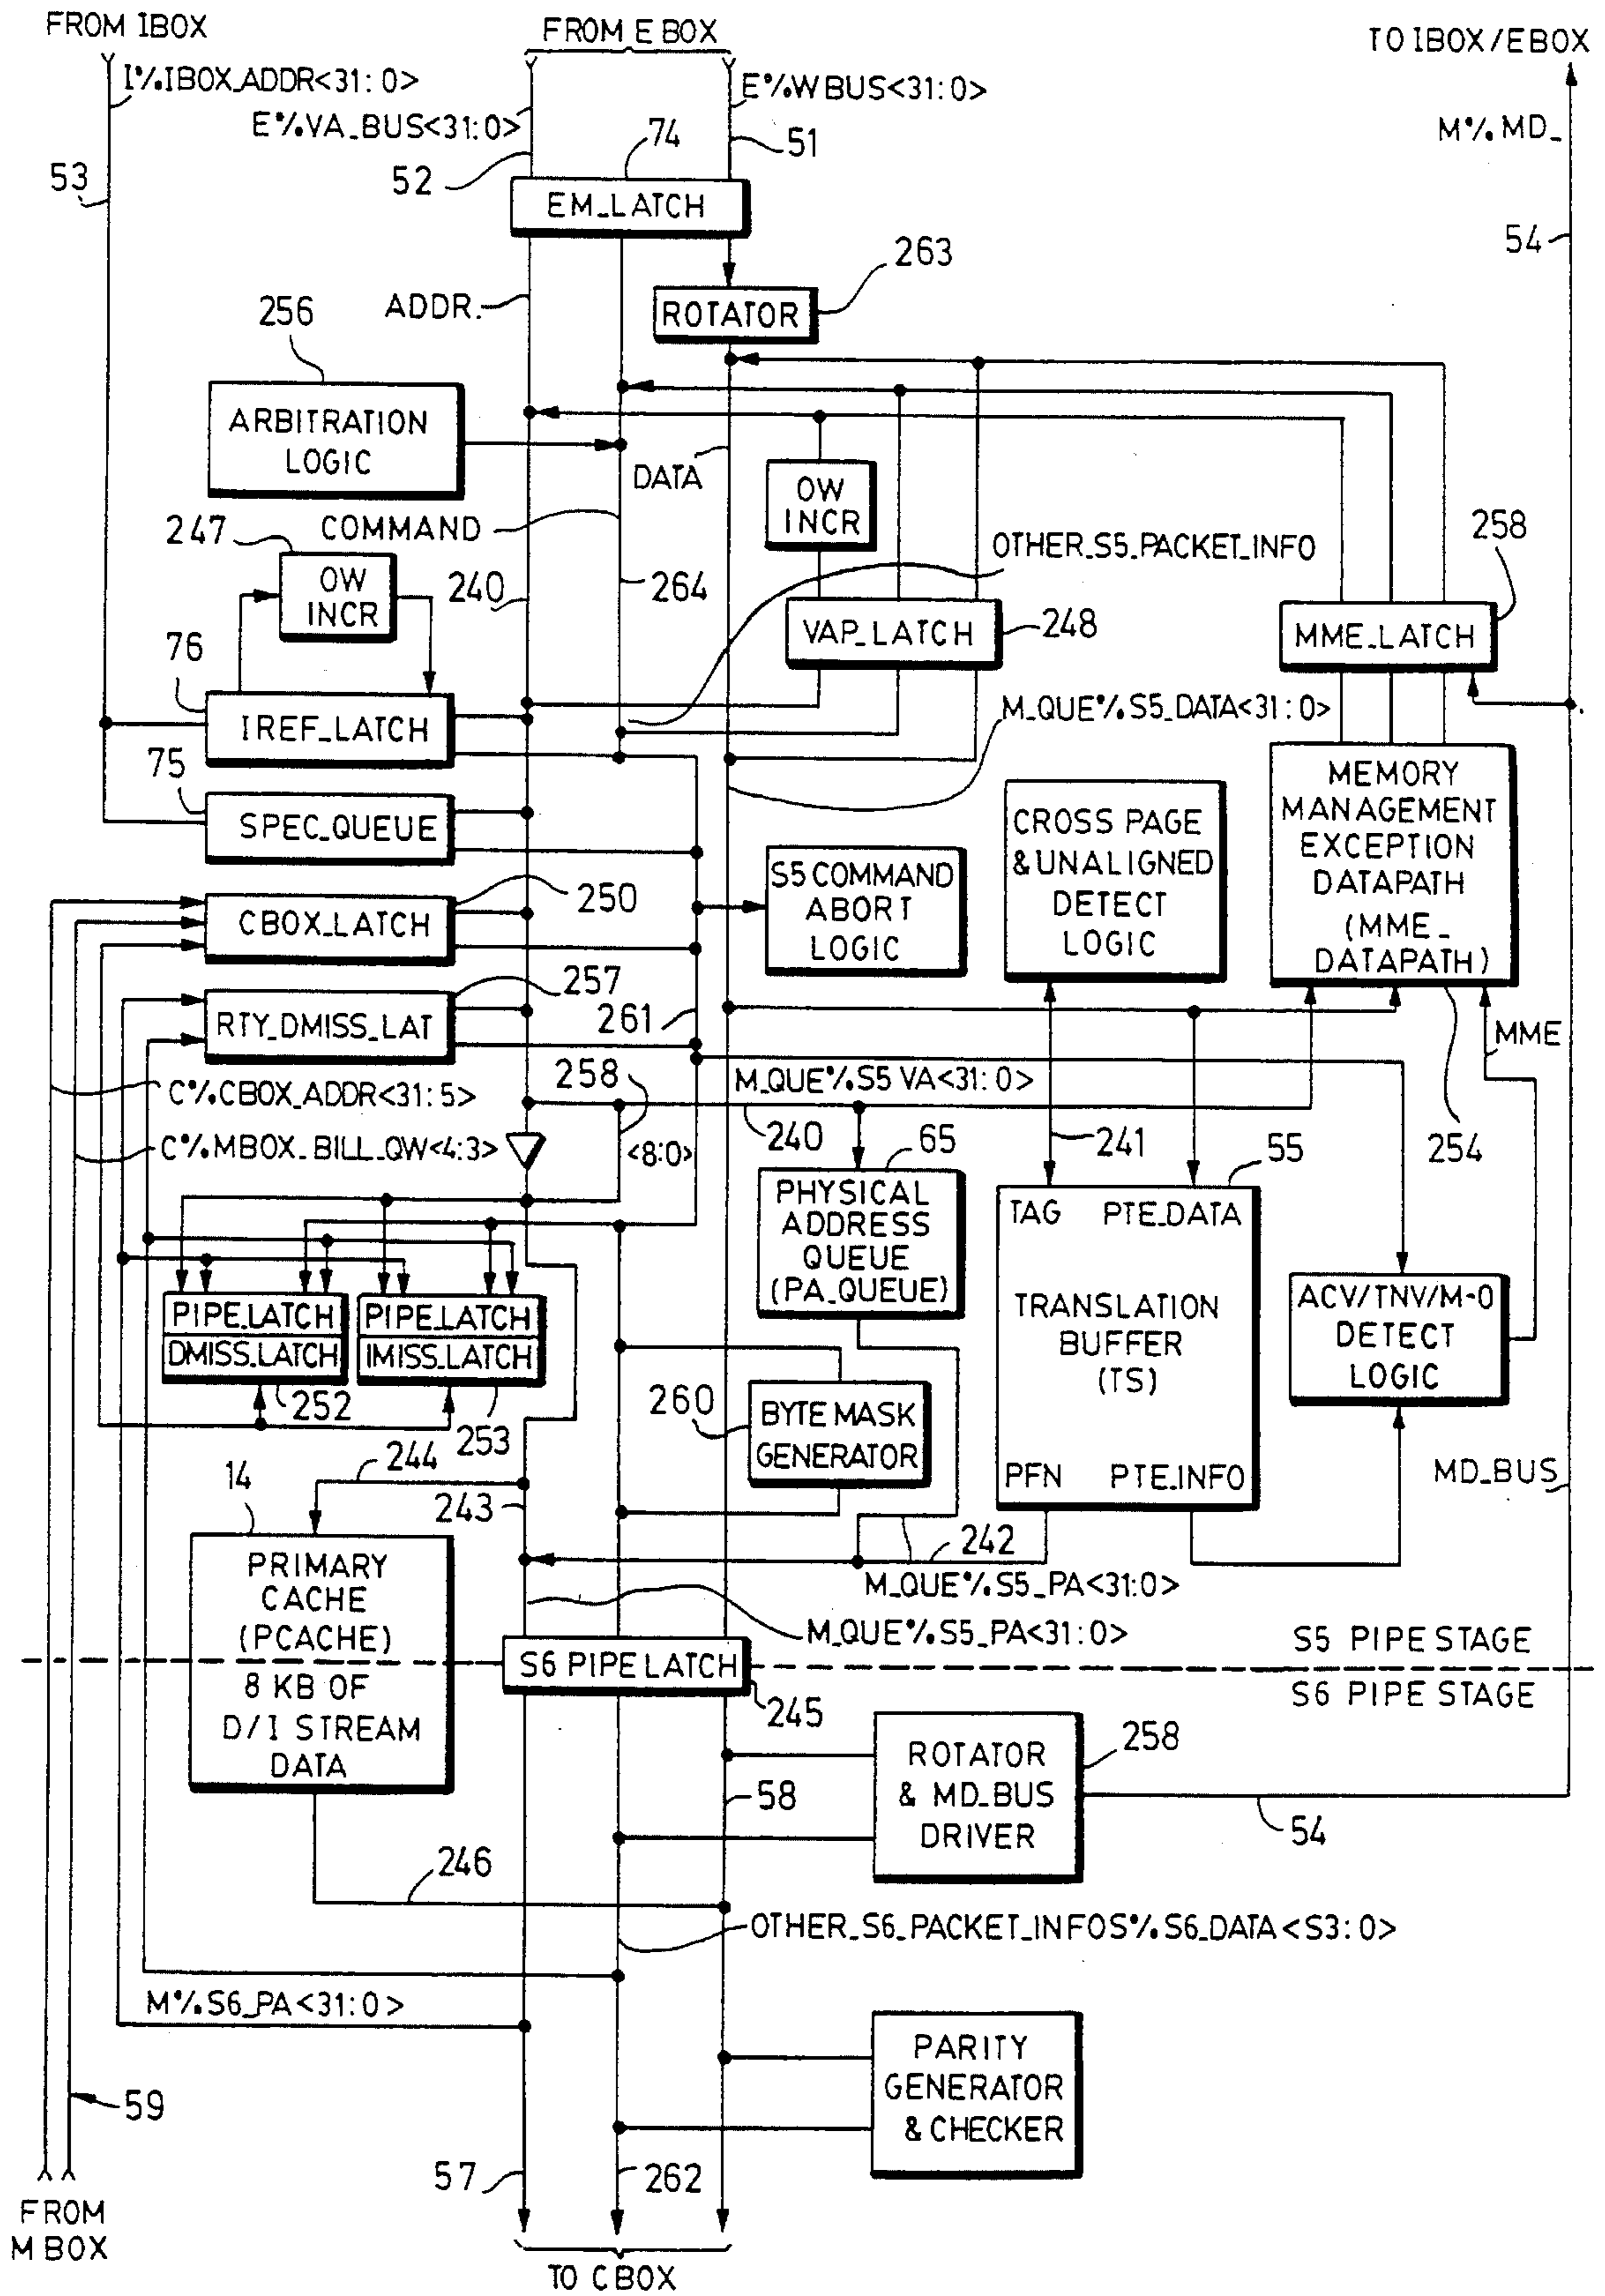 FROM IBOX
FROM E BOX
TO IBOX/EBOX
I%IBOX_ADDR<31:0>
E%VA_BUS<31:0>
E%WBUS<31:0>
M%MD_
53
52
74
51
54
EM_LATCH
263
ADDR.
ROTATOR
256
ARBITRATION
LOGIC
DATA
OW
INCR
COMMAND
247
OW
INCR
240
264
OTHER_S5_PACKET_INFO
258
VAP_LATCH
248
MME_LATCH
76
IREF_LATCH
M_QUE%S5_DATA<31:0>
75
SPEC_QUEUE
CROSS PAGE
& UNALIGNED
DETECT
LOGIC
MEMORY
MANAGEMENT
EXCEPTION
DATAPATH
(MME_
DATAPATH)
S5 COMMAND
ABORT
LOGIC
250
CBOX_LATCH
257
RTY_DMISS_LAT
261
MME
C%CBOX_ADDR<31:5>
258
M_QUE%S5 VA<31:0>
C%MBOX_BILL_QW<4:3>
<8:0>
240
65
241
55
254
PHYSICAL
ADDRESS
QUEUE
(PA_QUEUE)
TAG
PTE_DATA
TRANSLATION
BUFFER
(TS)
PFN
PTE_INFO
ACV/TNV/M-0
DETECT
LOGIC
PIPE_LATCH
DMISS_LATCH
PIPE_LATCH
IMISS_LATCH
252
253
260
BYTE MASK
GENERATOR
MD_BUS
244
14
243
242
M_QUE%S5_PA<31:0>
PRIMARY
CACHE
(PCACHE)
8 KB OF
D/I STREAM
DATA
M_QUE%S5_PA<31:0>
S6 PIPE LATCH
S5 PIPE STAGE
S6 PIPE STAGE
245
ROTATOR
& MD_BUS
DRIVER
258
58
54
246
OTHER_S6_PACKET_INFOS%S6_DATA<S3:0>
M%S6_PA<31:0>
PARITY
GENERATOR
& CHECKER
59
57
262
FROM
M BOX
TO CBOX